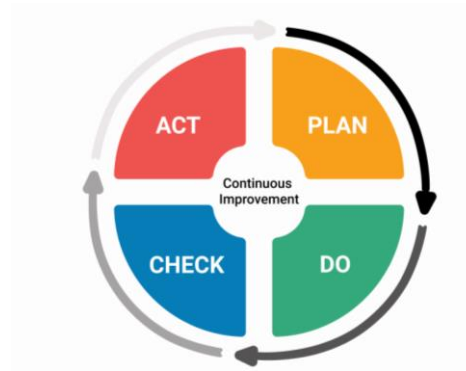 ACT
PLAN
Continuous
Improvement
CHECK
DO